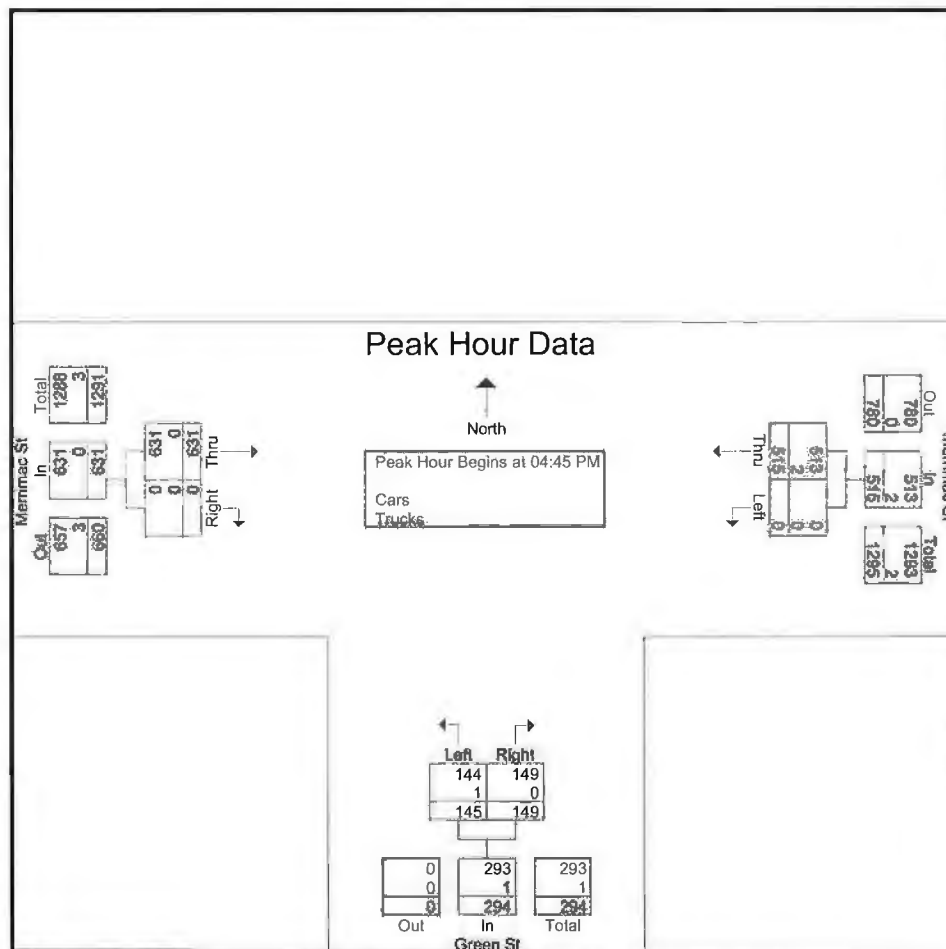 Peak Hour Data
North
Peak Hour Begins at 04:45 PM
Cars
Trucks
Merrimac St
Total
1288
3
1291
In
631
0
631
Out
657
3
660
Thru
631
0
631
Right
0
0
0
Out
780
0
780
In
513
2
515
Total
1293
2
1295
Thru
513
2
515
Left
0
0
0
Left Right
144 149
1 0
145 149
0 293 293
0 1 1
0 294 294
Out In Total
Green St